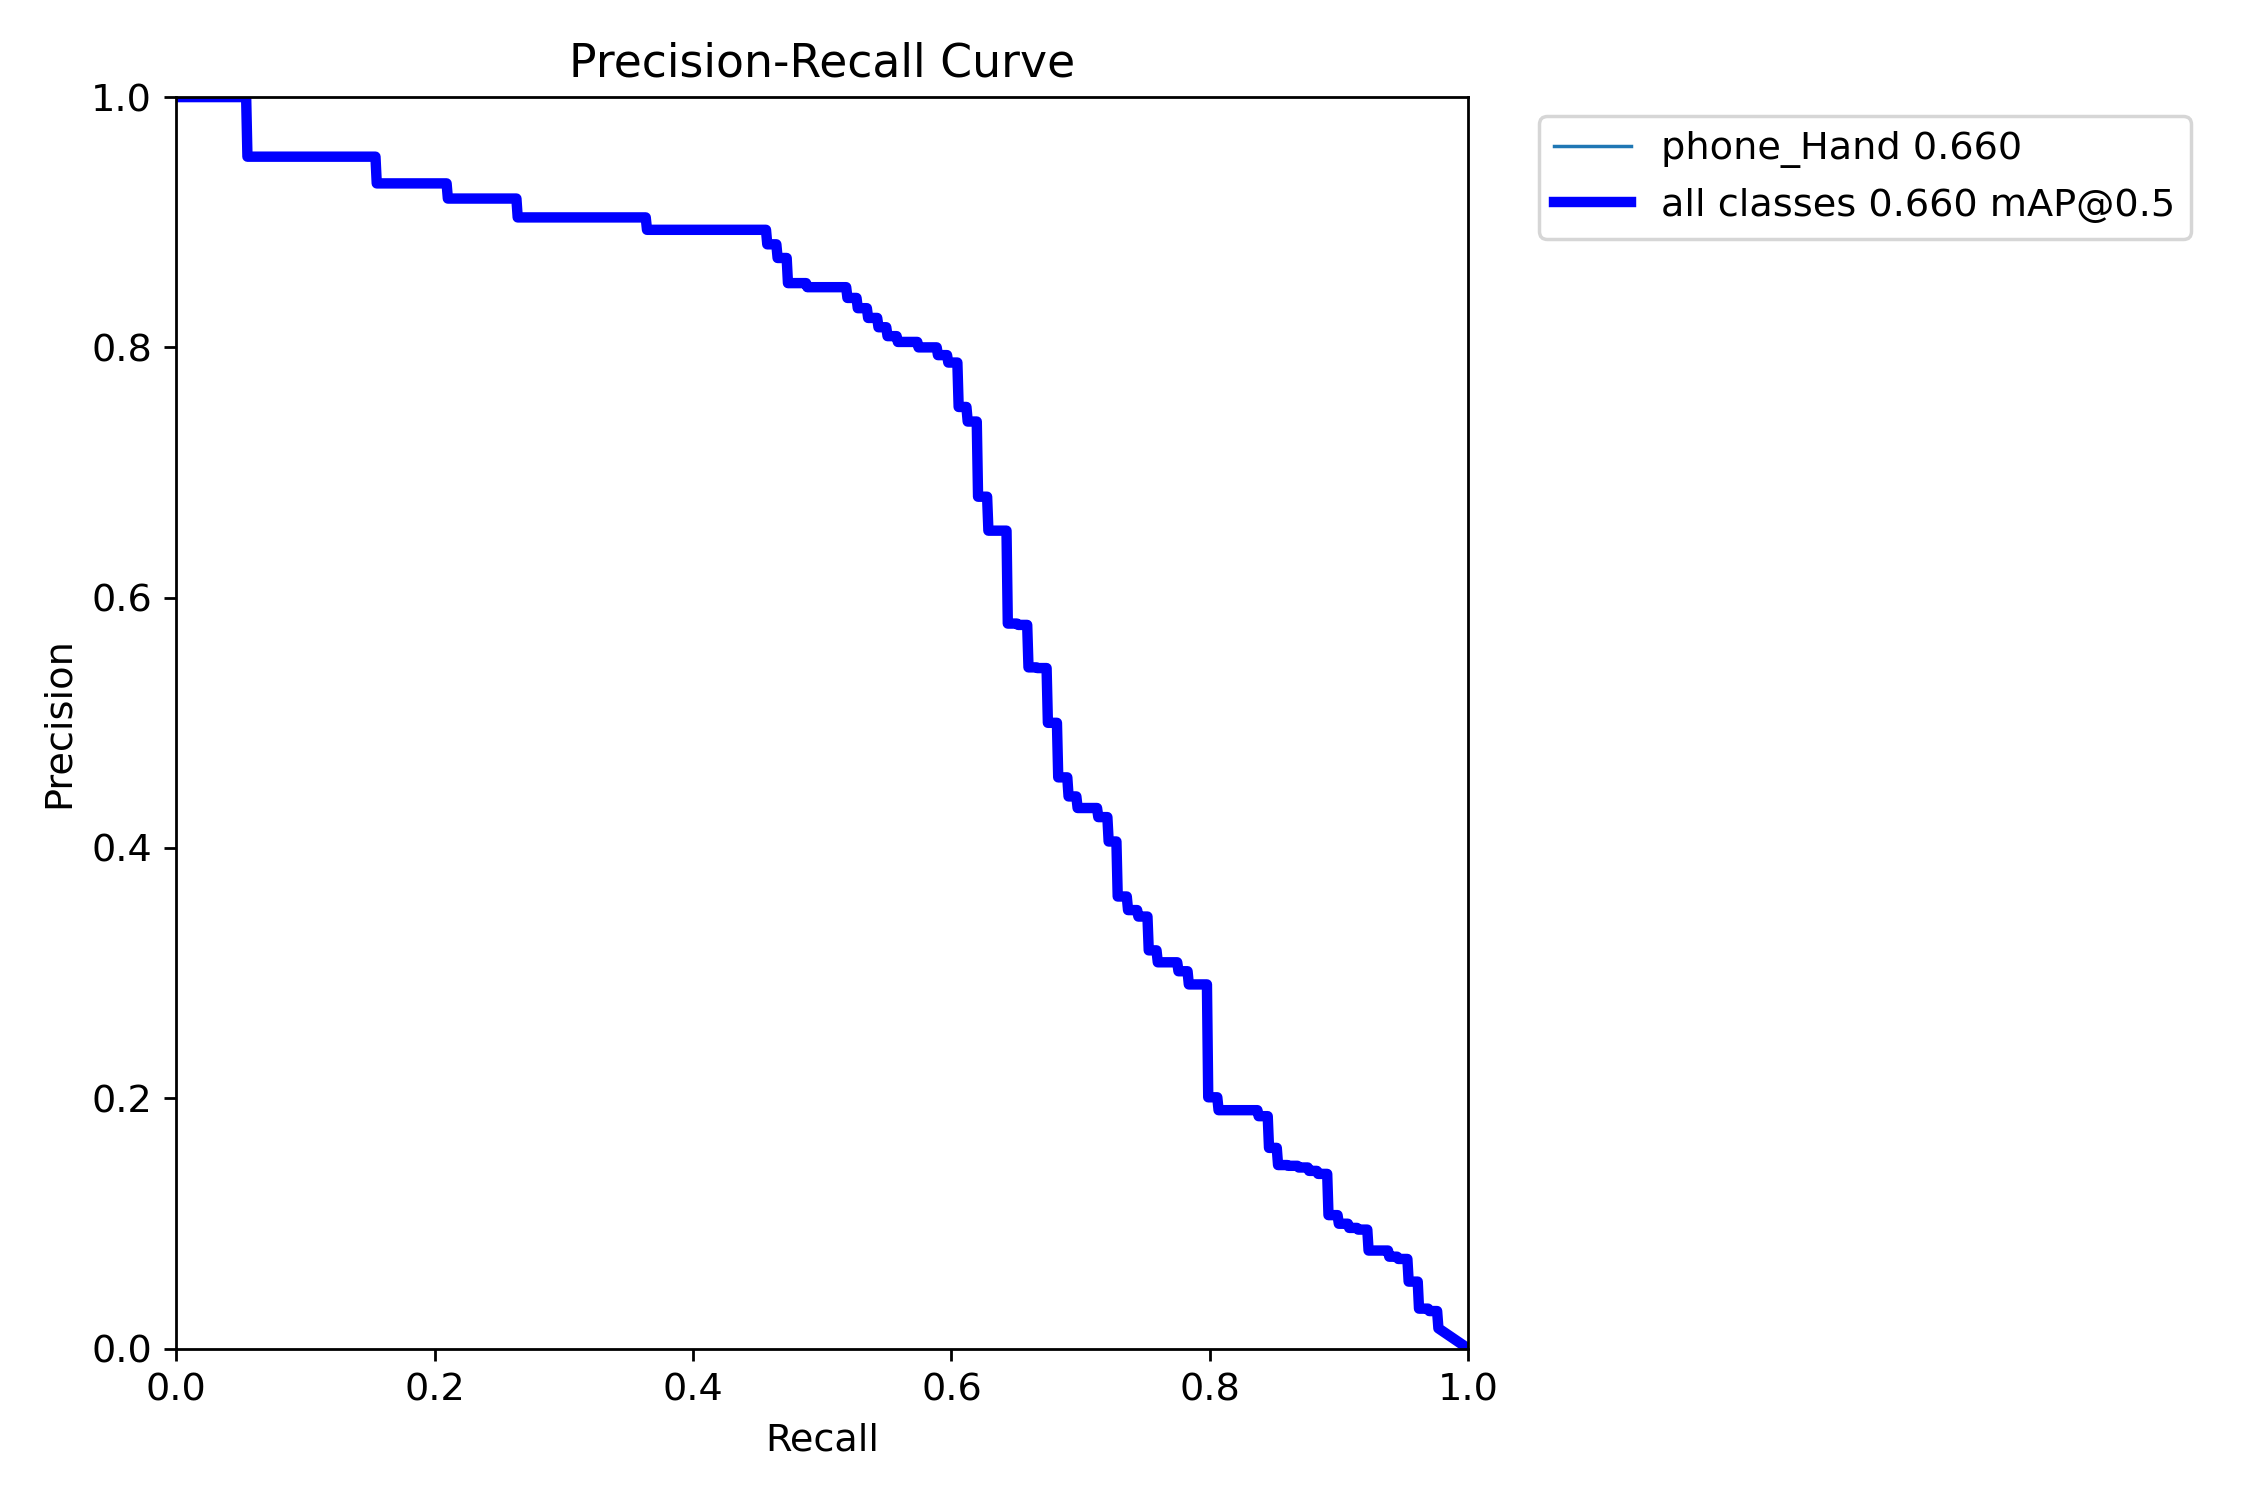 Precision-Recall Curve
phone_Hand 0.660
all classes 0.660 mAP@0.5
1.0
0.8
0.6
0.4
0.2
0.0
Precision
0.0 0.2 0.4 0.6 0.8 1.0
Recall